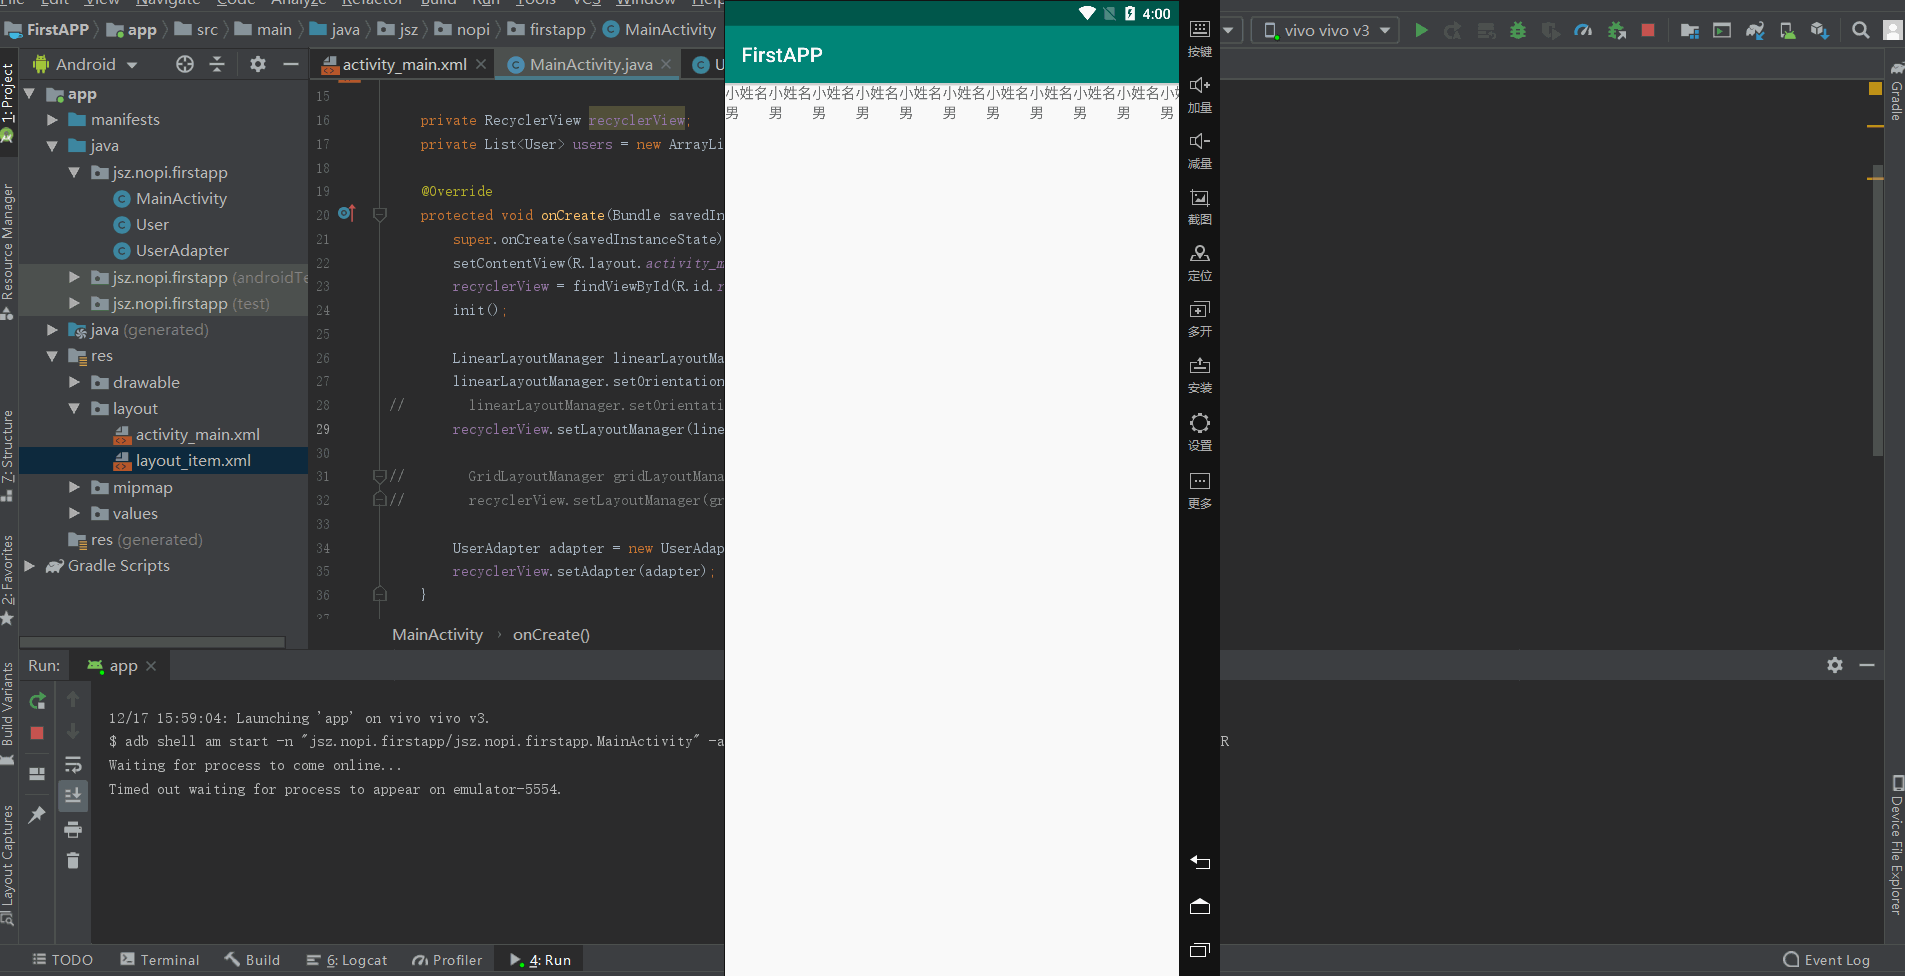 File Edit View Navigate Code Analyze Refactor Build Run Tools VCS Window Help
FirstAPP app src main java jsz nopi firstapp MainActivity
vivo vivo v3
Android
activity_main.xml
MainActivity.java
U
1: Project
Resource Manager
Z: Structure
2: Favorites
Build Variants
Layout Captures
app
manifests
java
jsz.nopi.firstapp
MainActivity
User
UserAdapter
jsz.nopi.firstapp (androidTe
jsz.nopi.firstapp (test)
java (generated)
res
drawable
layout
activity_main.xml
layout_item.xml
mipmap
values
res (generated)
Gradle Scripts
15
16 private RecyclerView recyclerView;
17 private List<User> users = new ArrayLi
18
19 @Override
20 protected void onCreate(Bundle savedIn
21 super.onCreate(savedInstanceState)
22 setContentView(R.layout.activity_m
23 recyclerView = findViewById(R.id.r
24 init();
25
26 LinearLayoutManager linearLayoutMa
27 linearLayoutManager.setOrientation
28 // linearLayoutManager.setOrientati
29 recyclerView.setLayoutManager(line
30
31 // GridLayoutManager gridLayoutMana
32 // recyclerView.setLayoutManager(gr
33
34 UserAdapter adapter = new UserAdap
35 recyclerView.setAdapter(adapter);
36 }
37
MainActivity › onCreate()
4:00
FirstAPP
小姓名小姓名小姓名小姓名小姓名小姓名小姓名小姓名小姓名小姓名小姓
男 男 男 男 男 男 男 男 男 男 男
按键
加量
减量
截图
定位
多开
安装
设置
更多
Gradle
Device File Explorer
Run: app
12/17 15:59:04: Launching 'app' on vivo vivo v3.
$ adb shell am start -n "jsz.nopi.firstapp/jsz.nopi.firstapp.MainActivity" -a
R
Waiting for process to come online...
Timed out waiting for process to appear on emulator-5554.
TODO Terminal Build 6: Logcat Profiler 4: Run Event Log